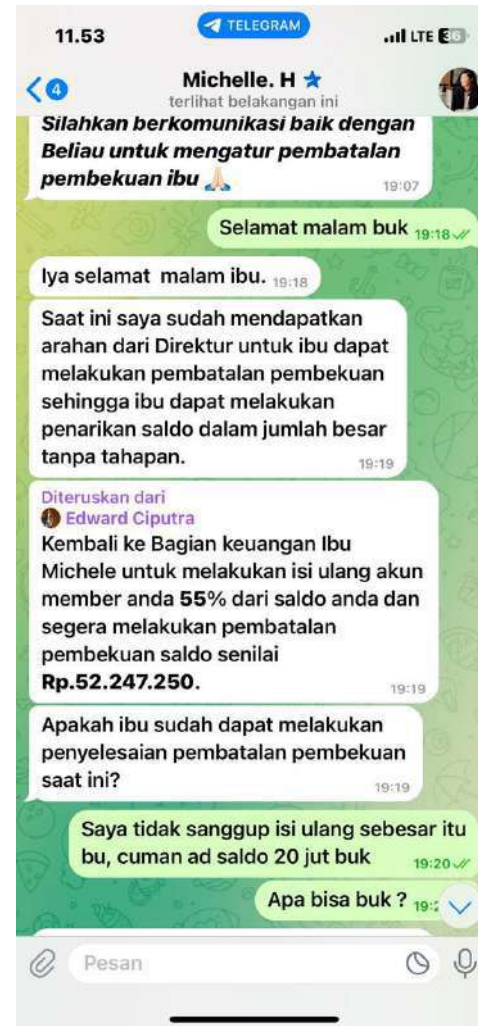 11.53
TELEGRAM
LTE 36
4
Michelle. H
terlihat belakangan ini
Silahkan berkomunikasi baik dengan
Beliau untuk mengatur pembatalan
pembekuan ibu 🙏🏻
19:07
Selamat malam buk 19:18
Iya selamat malam ibu. 19:18
Saat ini saya sudah mendapatkan
arahan dari Direktur untuk ibu dapat
melakukan pembatalan pembekuan
sehingga ibu dapat melakukan
penarikan saldo dalam jumlah besar
tanpa tahapan.
19:19
Diteruskan dari
Edward Ciputra
Kembali ke Bagian keuangan Ibu
Michele untuk melakukan isi ulang akun
member anda 55% dari saldo anda dan
segera melakukan pembatalan
pembekuan saldo senilai
Rp.52.247.250.
19:19
Apakah ibu sudah dapat melakukan
penyelesaian pembatalan pembekuan
saat ini?
19:19
Saya tidak sanggup isi ulang sebesar itu
bu, cuman ad saldo 20 jut buk 19:20
Apa bisa buk ?
Pesan